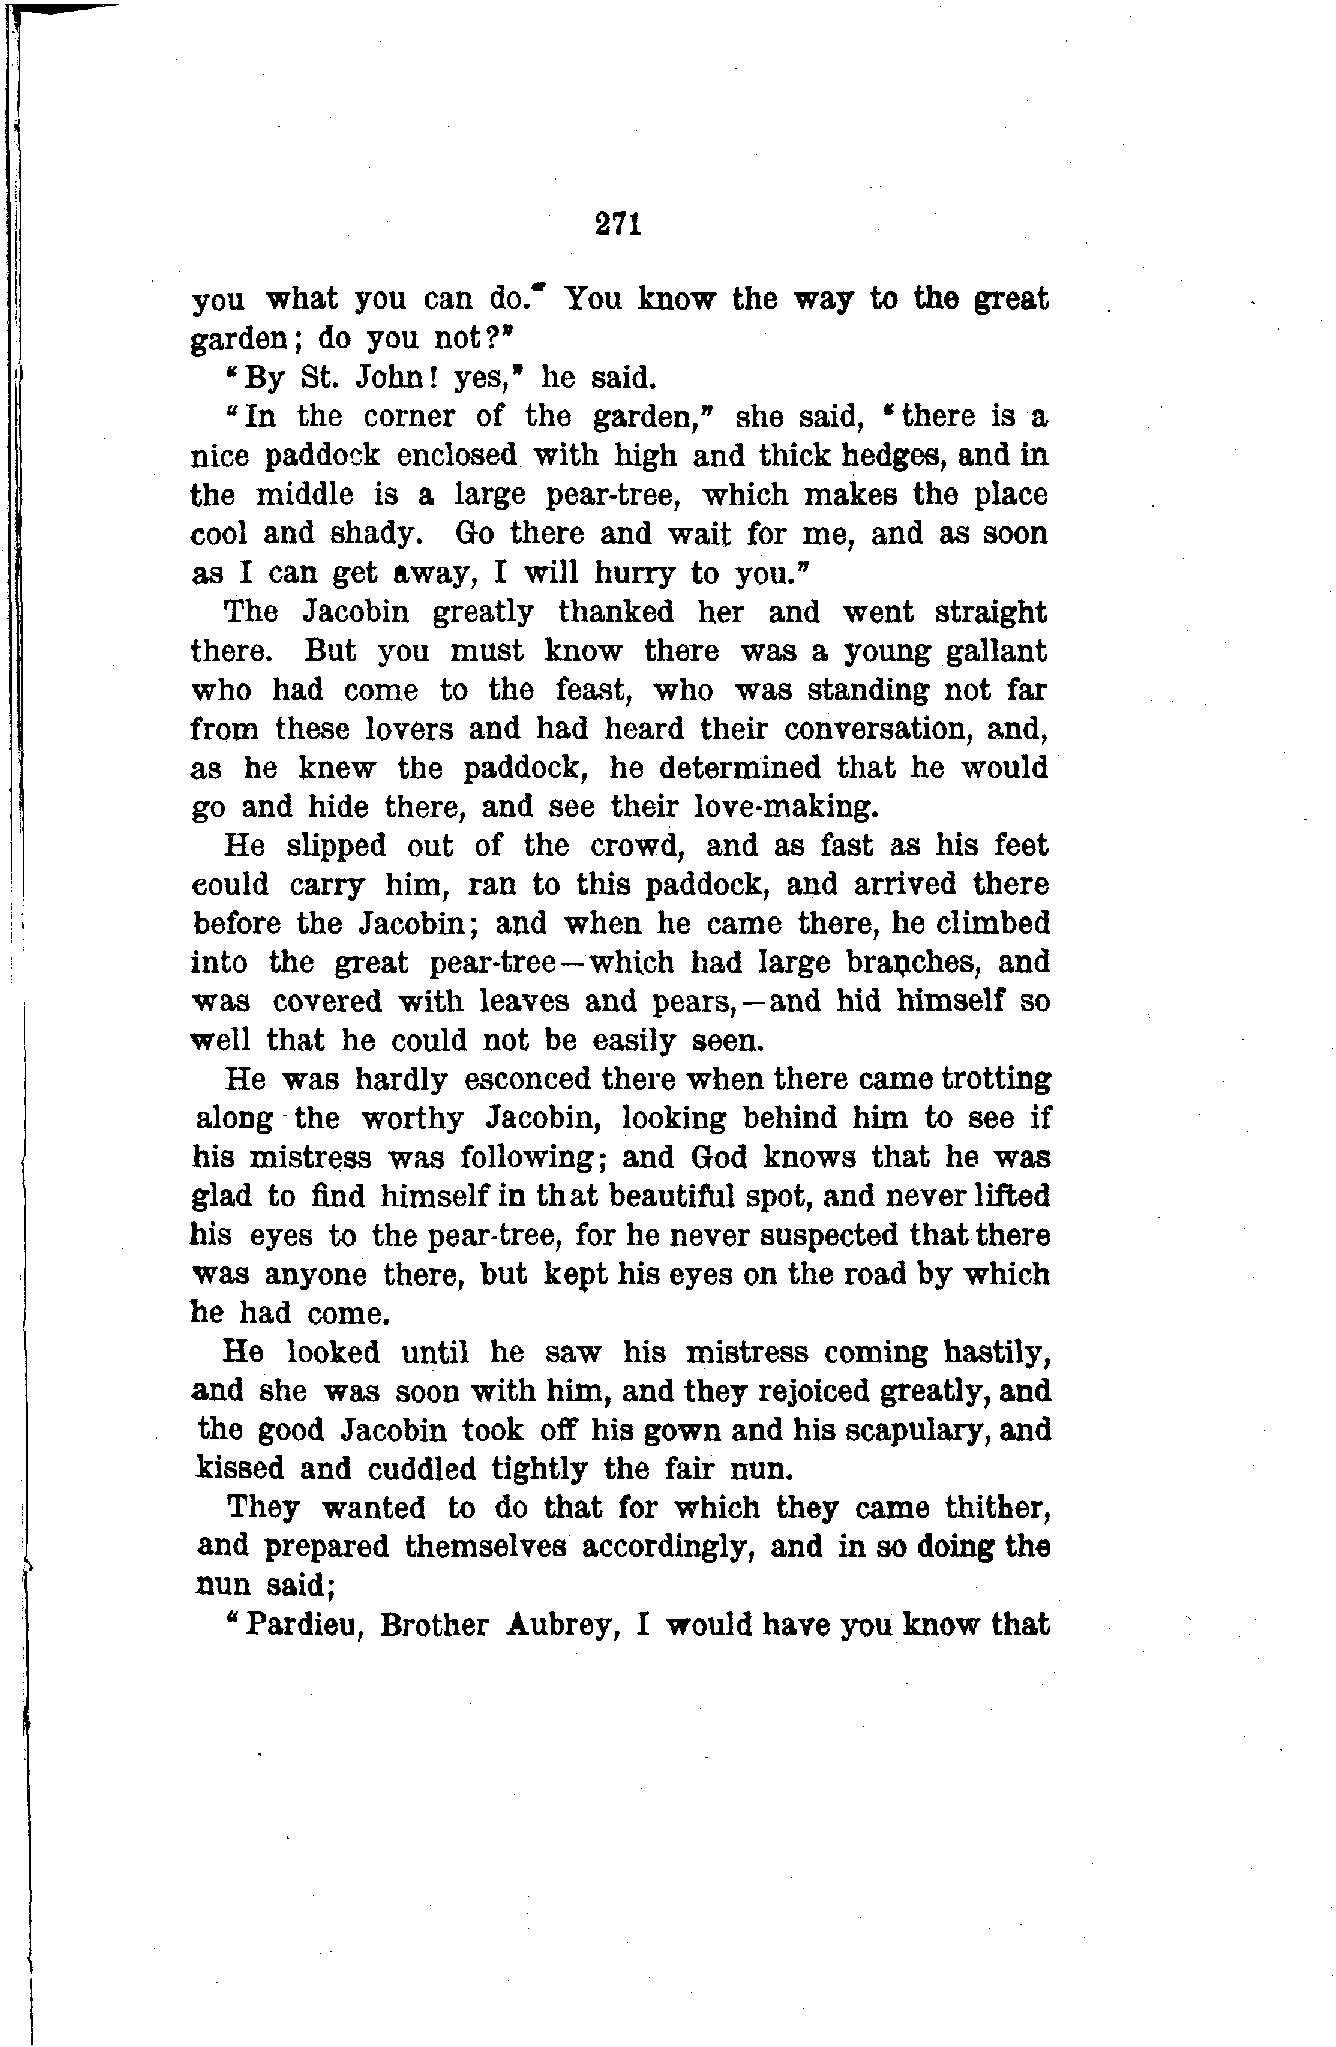 271
you what you can do." You know the way to the great
garden; do you not?"
"By St. John! yes," he said.
"In the corner of the garden," she said, "there is a
nice paddock enclosed with high and thick hedges, and in
the middle is a large pear-tree, which makes the place
cool and shady. Go there and wait for me, and as soon
as I can get away, I will hurry to you."
The Jacobin greatly thanked her and went straight
there. But you must know there was a young gallant
who had come to the feast, who was standing not far
from these lovers and had heard their conversation, and,
as he knew the paddock, he determined that he would
go and hide there, and see their love-making.
He slipped out of the crowd, and as fast as his feet
could carry him, ran to this paddock, and arrived there
before the Jacobin; and when he came there, he climbed
into the great pear-tree—which had large branches, and
was covered with leaves and pears,—and hid himself so
well that he could not be easily seen.
He was hardly esconced there when there came trotting
along the worthy Jacobin, looking behind him to see if
his mistress was following; and God knows that he was
glad to find himself in that beautiful spot, and never lifted
his eyes to the pear-tree, for he never suspected that there
was anyone there, but kept his eyes on the road by which
he had come.
He looked until he saw his mistress coming hastily,
and she was soon with him, and they rejoiced greatly, and
the good Jacobin took off his gown and his scapulary, and
kissed and cuddled tightly the fair nun.
They wanted to do that for which they came thither,
and prepared themselves accordingly, and in so doing the
nun said;
"Pardieu, Brother Aubrey, I would have you know that